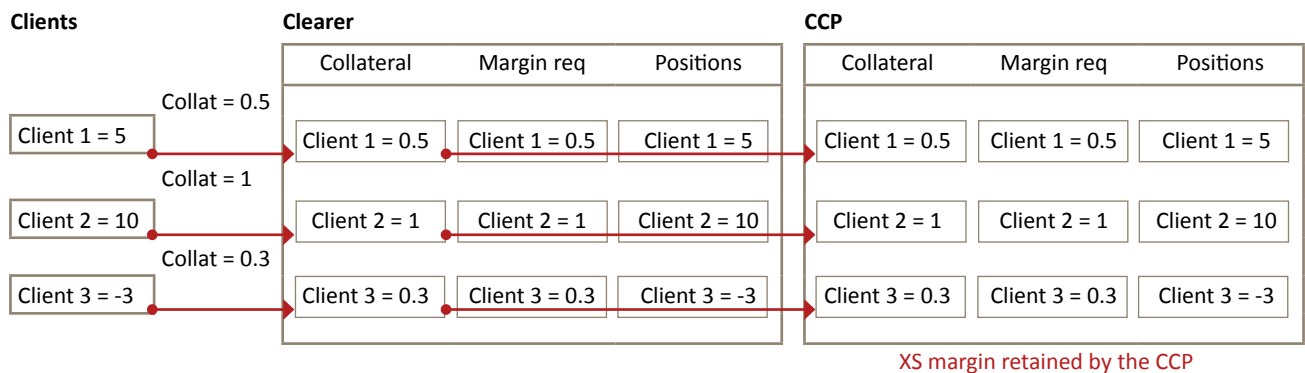 Clients Clearer CCP
Collateral Margin req Positions Collateral Margin req Positions
Collat = 0.5
Client 1 = 5 Client 1 = 0.5 Client 1 = 0.5 Client 1 = 5 Client 1 = 0.5 Client 1 = 0.5 Client 1 = 5
Collat = 1
Client 2 = 10 Client 2 = 1 Client 2 = 1 Client 2 = 10 Client 2 = 1 Client 2 = 1 Client 2 = 10
Collat = 0.3
Client 3 = -3 Client 3 = 0.3 Client 3 = 0.3 Client 3 = -3 Client 3 = 0.3 Client 3 = 0.3 Client 3 = -3
XS margin retained by the CCP